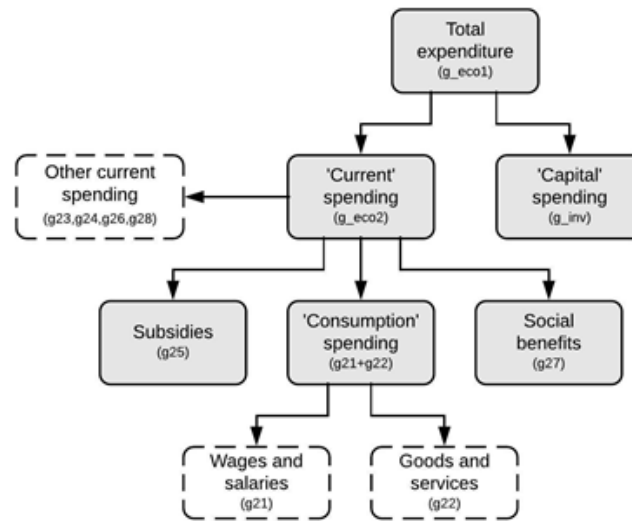 Total
expenditure
(g_eco1)
Other current
spending
(g23,g24,g26,g28)
'Current'
spending
(g_eco2)
'Capital'
spending
(g_inv)
Subsidies
(g25)
'Consumption'
spending
(g21+g22)
Social
benefits
(g27)
Wages and
salaries
(g21)
Goods and
services
(g22)